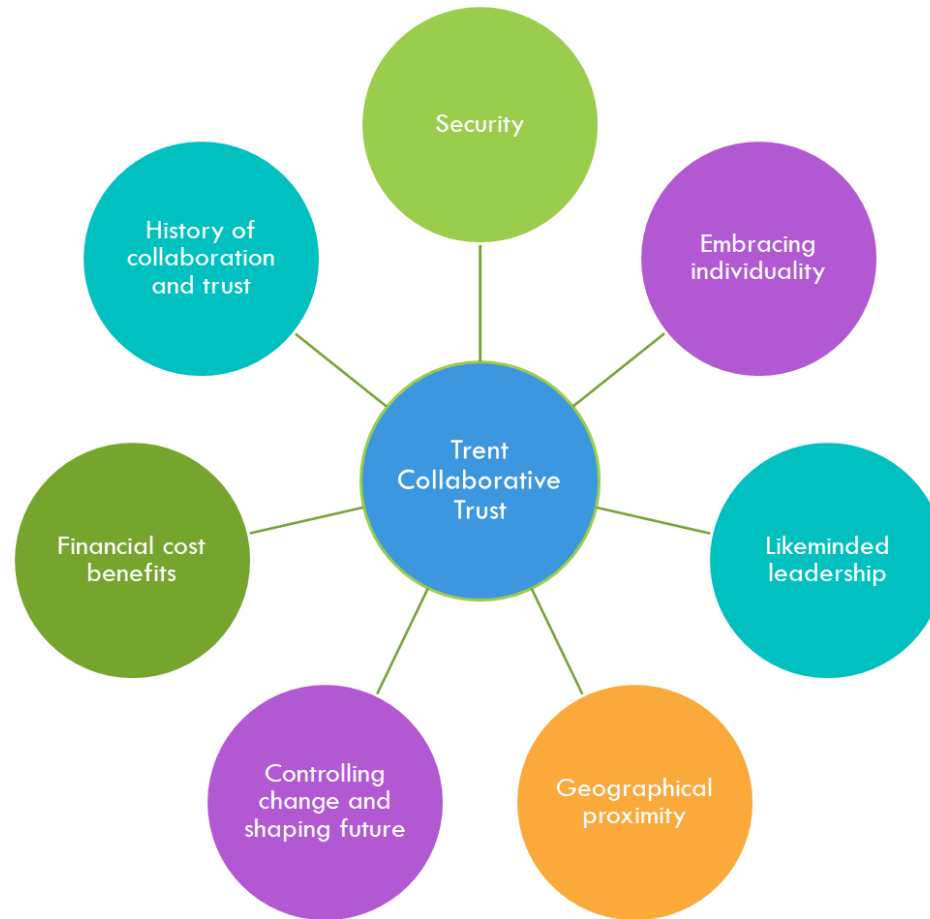 Security
Embracing
individuality
Likeminded
leadership
Geographical
proximity
Controlling
change and
shaping future
Financial cost
benefits
History of
collaboration
and trust
Trent
Collaborative
Trust